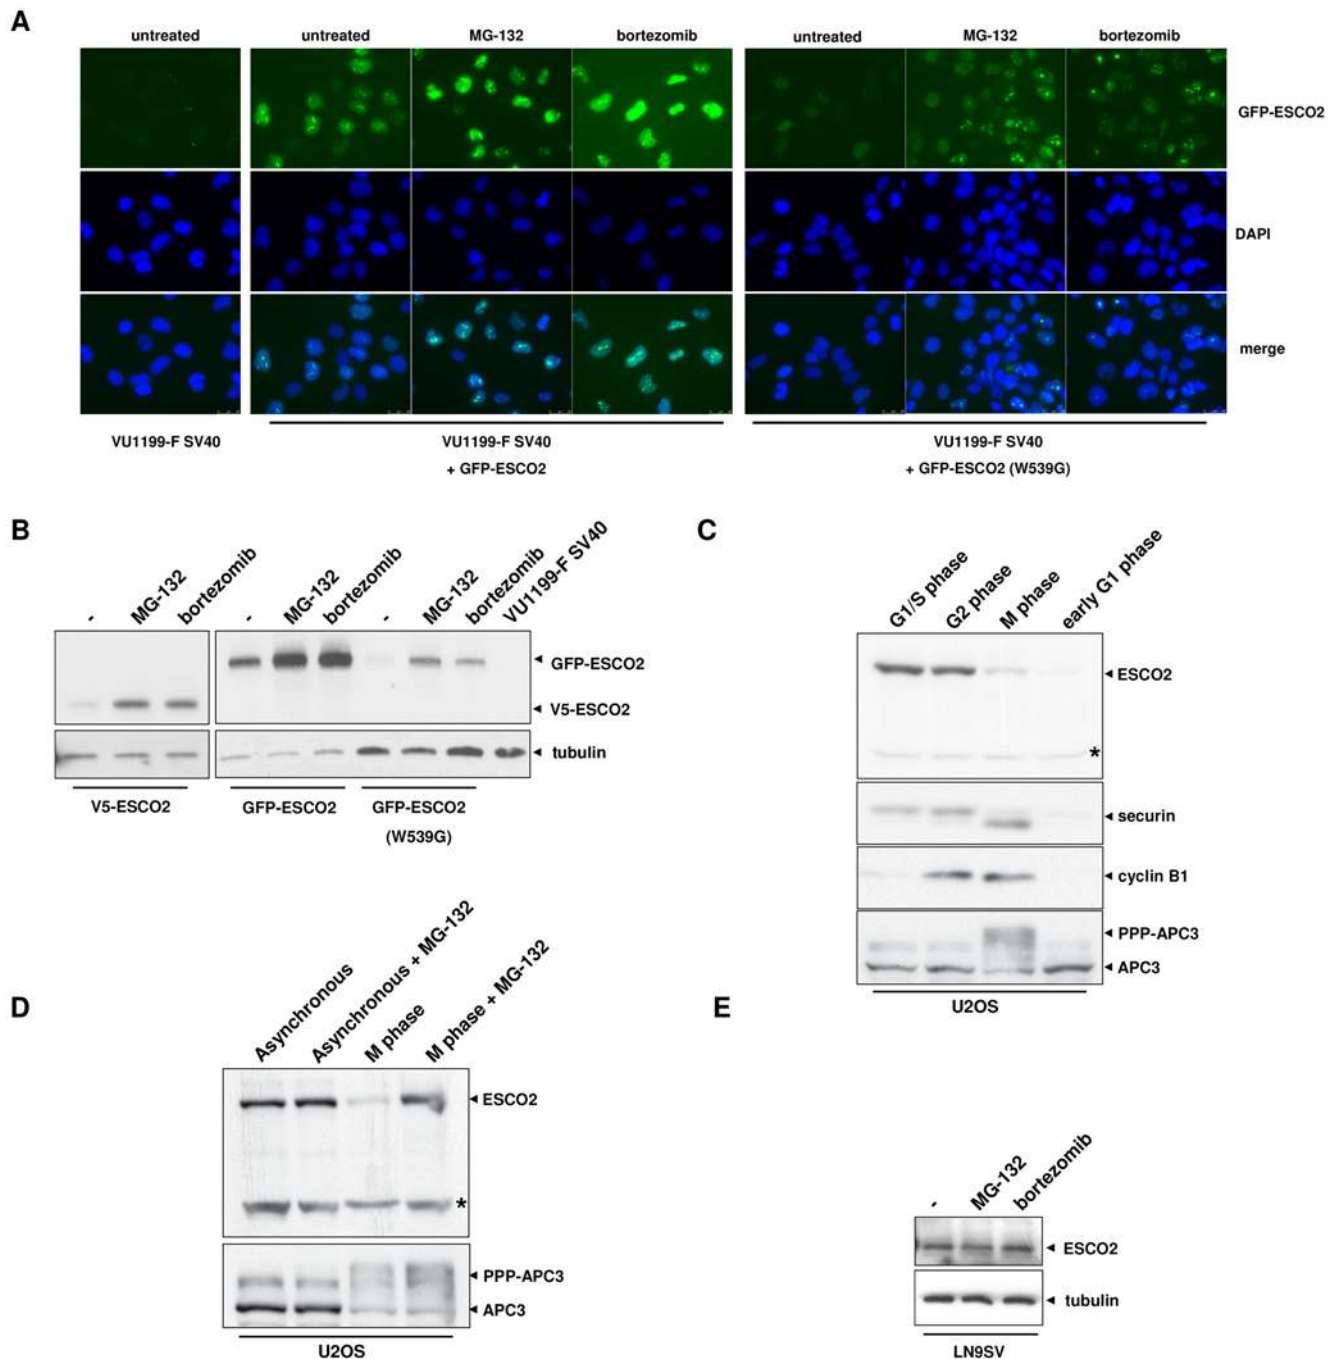 A
untreated
untreated
MG-132
bortezomib
untreated
MG-132
bortezomib
GFP-ESCO2
DAPI
merge
VU1199-F SV40
VU1199-F SV40
+ GFP-ESCO2
VU1199-F SV40
+ GFP-ESCO2 (W539G)
B
-
MG-132
bortezomib
-
MG-132
bortezomib
-
MG-132
bortezomib
VU1199-F SV40
GFP-ESCO2
V5-ESCO2
tubulin
V5-ESCO2
GFP-ESCO2
GFP-ESCO2
(W539G)
C
G1/S phase
G2 phase
M phase
early G1 phase
ESCO2
*
securin
cyclin B1
PPP-APC3
APC3
U2OS
D
Asynchronous
Asynchronous + MG-132
M phase
M phase + MG-132
ESCO2
*
PPP-APC3
APC3
U2OS
E
-
MG-132
bortezomib
ESCO2
tubulin
LN9SV